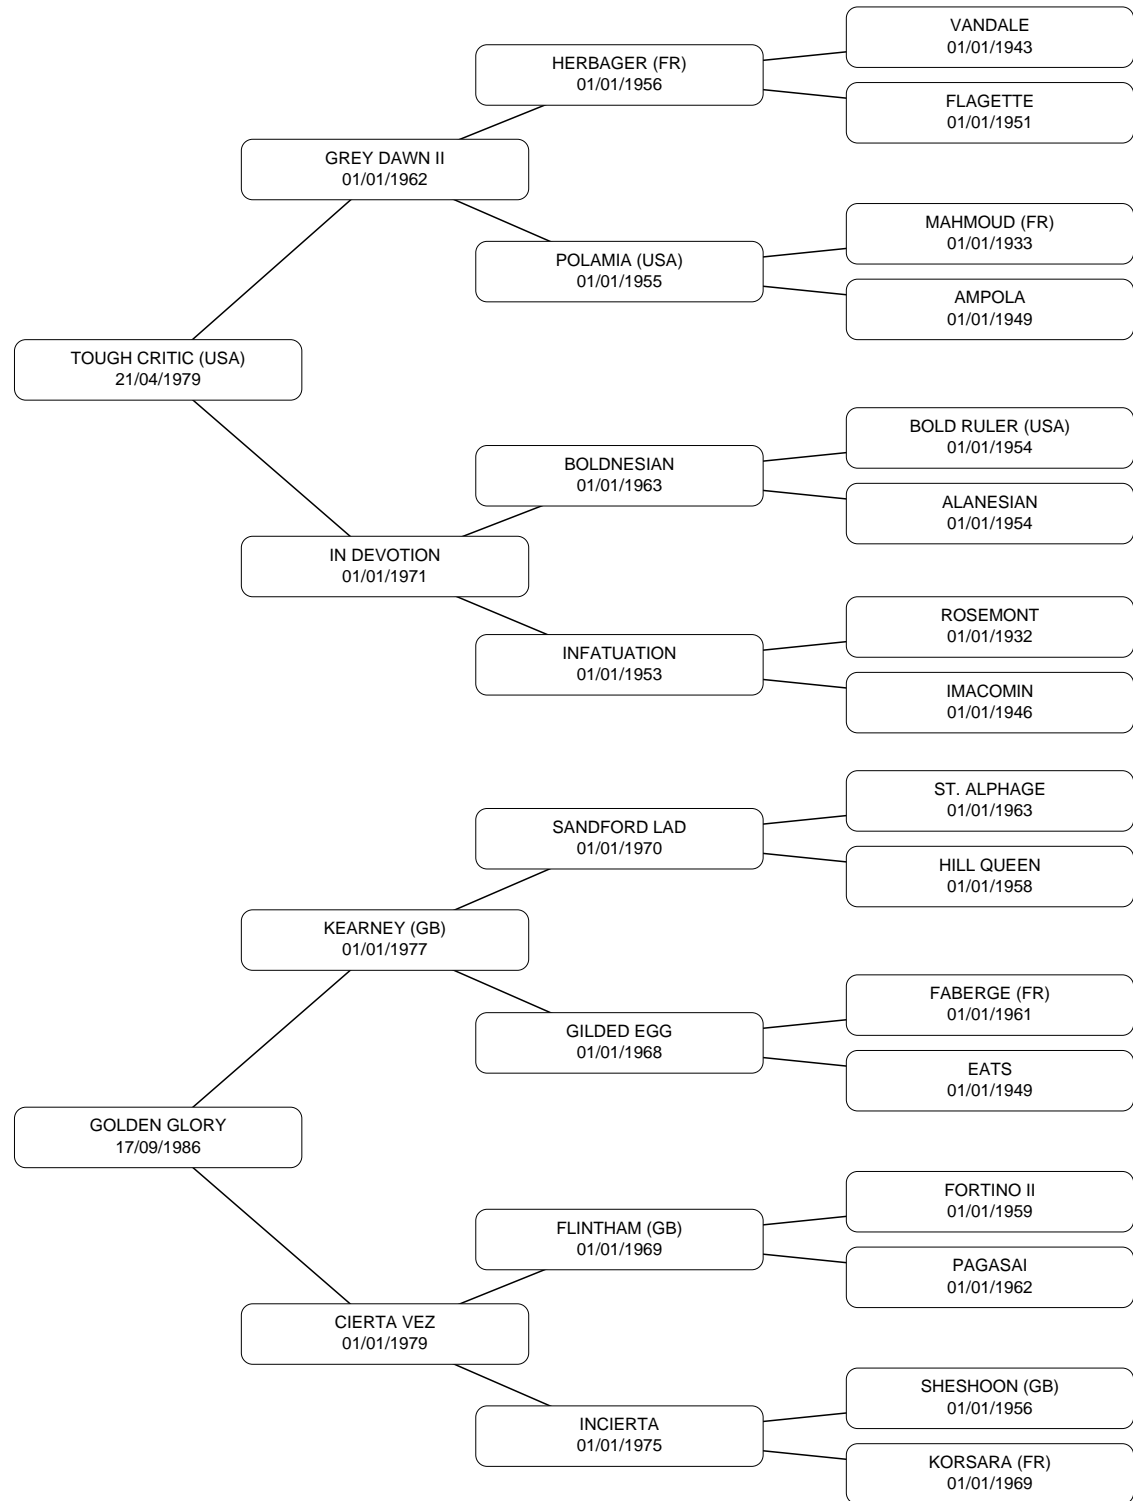 VANDALE
01/01/1943
HERBAGER (FR)
01/01/1956
FLAGETTE
01/01/1951
GREY DAWN II
01/01/1962
MAHMOUD (FR)
01/01/1933
POLAMIA (USA)
01/01/1955
AMPOLA
01/01/1949
TOUGH CRITIC (USA)
21/04/1979
BOLD RULER (USA)
01/01/1954
BOLDNESIAN
01/01/1963
ALANESIAN
01/01/1954
IN DEVOTION
01/01/1971
ROSEMONT
01/01/1932
INFATUATION
01/01/1953
IMACOMIN
01/01/1946
ST. ALPHAGE
01/01/1963
SANDFORD LAD
01/01/1970
HILL QUEEN
01/01/1958
KEARNEY (GB)
01/01/1977
FABERGE (FR)
01/01/1961
GILDED EGG
01/01/1968
EATS
01/01/1949
GOLDEN GLORY
17/09/1986
FORTINO II
01/01/1959
FLINTHAM (GB)
01/01/1969
PAGASAI
01/01/1962
CIERTA VEZ
01/01/1979
SHESHOON (GB)
01/01/1956
INCIERTA
01/01/1975
KORSARA (FR)
01/01/1969